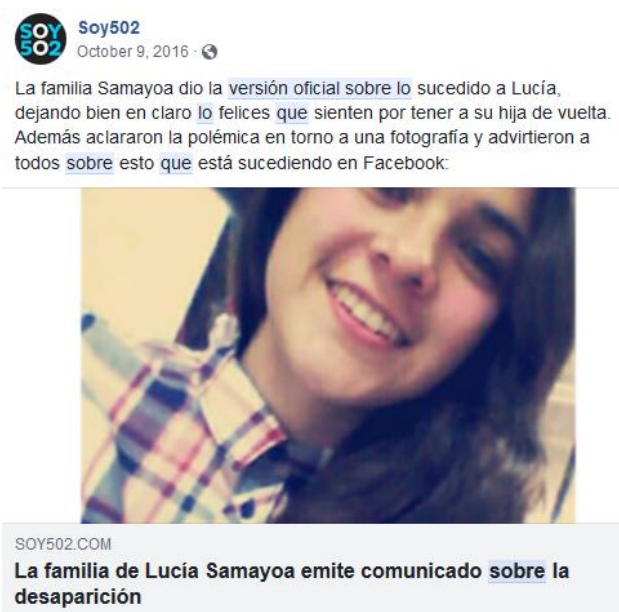 SOY
502
Soy502
October 9, 2016 ·
La familia Samayoa dio la versión oficial sobre lo sucedido a Lucía,
dejando bien en claro lo felices que sienten por tener a su hija de vuelta.
Además aclararon la polémica en torno a una fotografía y advirtieron a
todos sobre esto que está sucediendo en Facebook:
SOY502.COM
La familia de Lucía Samayoa emite comunicado sobre la
desaparición